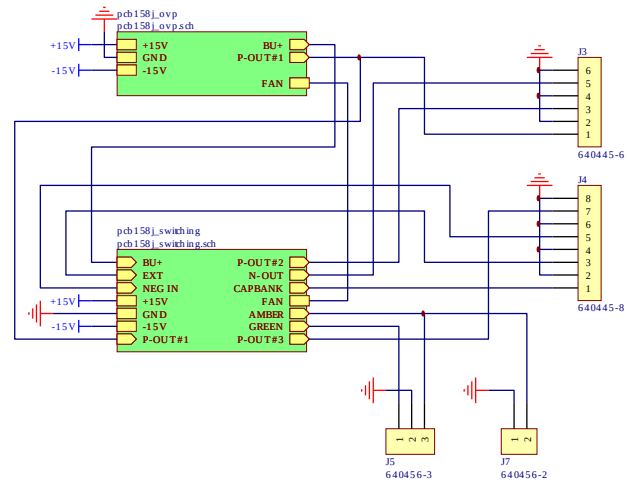 pcb158j_ovp
pcb158j_ovp.sch
+15V
+15V
BU+
GND
P-OUT#1
-15V
-15V
FAN
J3
6
5
4
3
2
1
640445-6
J4
8
7
6
5
4
3
2
1
640445-8
pcb158j_switching
pcb158j_switching.sch
BU+
P-OUT#2
EXT
N-OUT
NEG IN
CAPBANK
+15V
+15V
FAN
GND
AMBER
-15V
-15V
GREEN
P-OUT#1
P-OUT#3
1
2
3
J5
640456-3
1
2
J7
640456-2